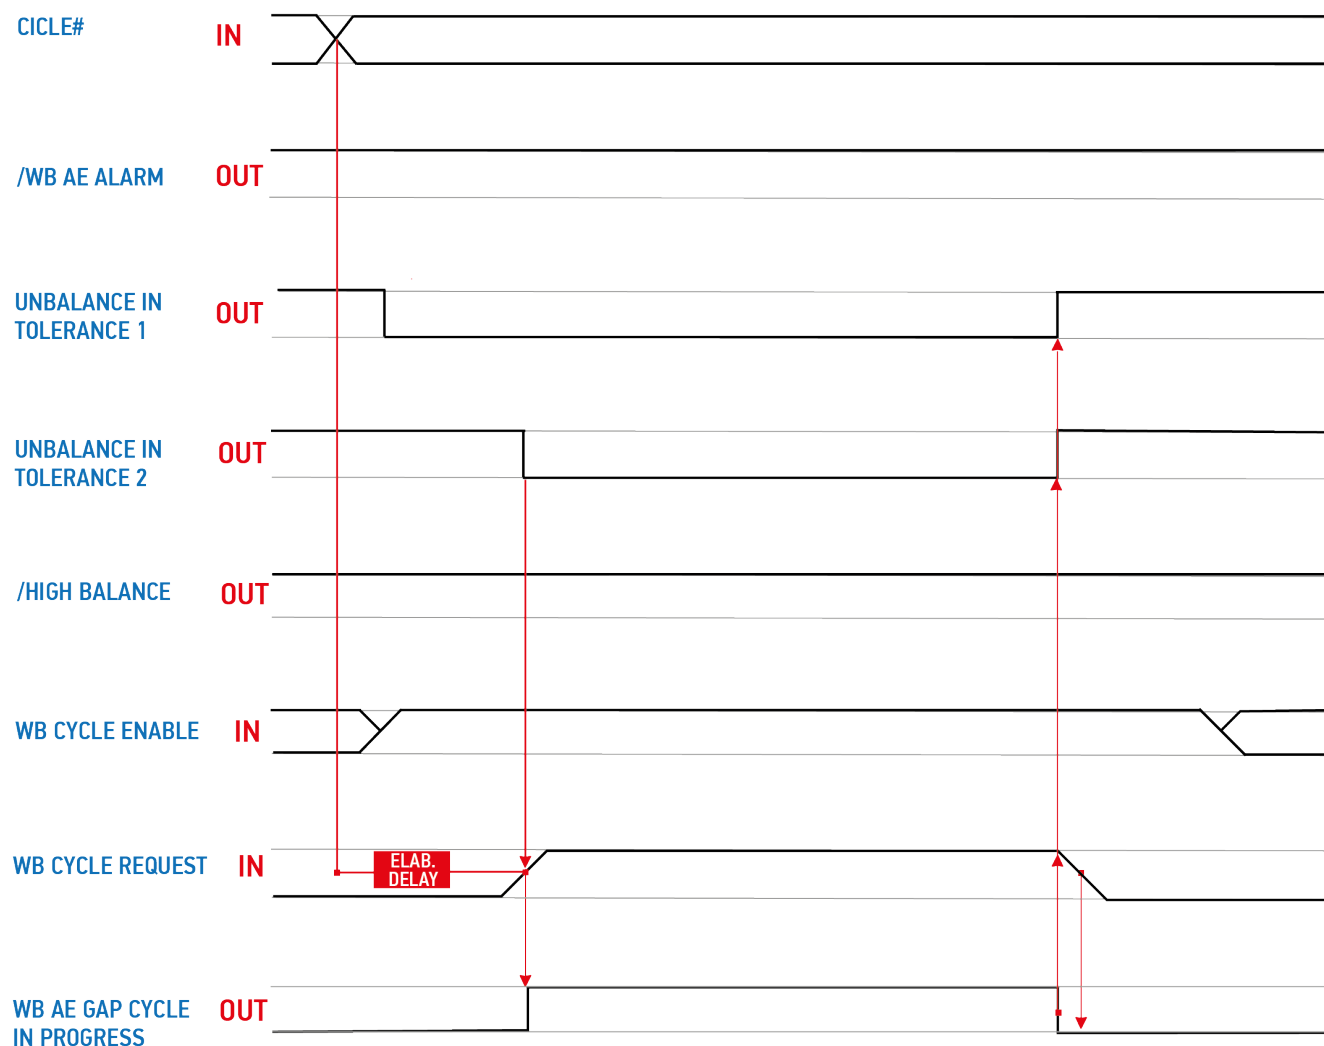 CICLE#
IN
/WB AE ALARM
OUT
UNBALANCE IN
TOLERANCE 1
OUT
UNBALANCE IN
TOLERANCE 2
OUT
/HIGH BALANCE
OUT
WB CYCLE ENABLE
IN
WB CYCLE REQUEST
IN
ELAB.
DELAY
WB AE GAP CYCLE
IN PROGRESS
OUT